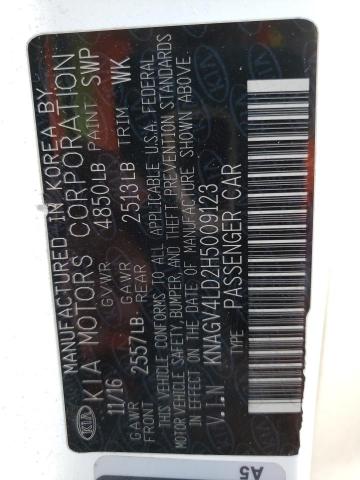 MANUFACTURED IN KOREA BY
KIA KIA MOTORS CORPORATION
11/16 GVWR 4850LB PAINT SWP
GAWR FRONT 2557LB GAWR REAR 2513LB TRIM WK
THIS VEHICLE CONFORMS TO ALL APPLICABLE U.S.A. FEDERAL
MOTOR VEHICLE SAFETY, BUMPER, AND THEFT PREVENTION STANDARDS
IN EFFECT ON THE DATE OF MANUFACTURE SHOWN ABOVE.
V.I.N KNAGV4LD2H5009123
TYPE PASSENGER CAR
A5